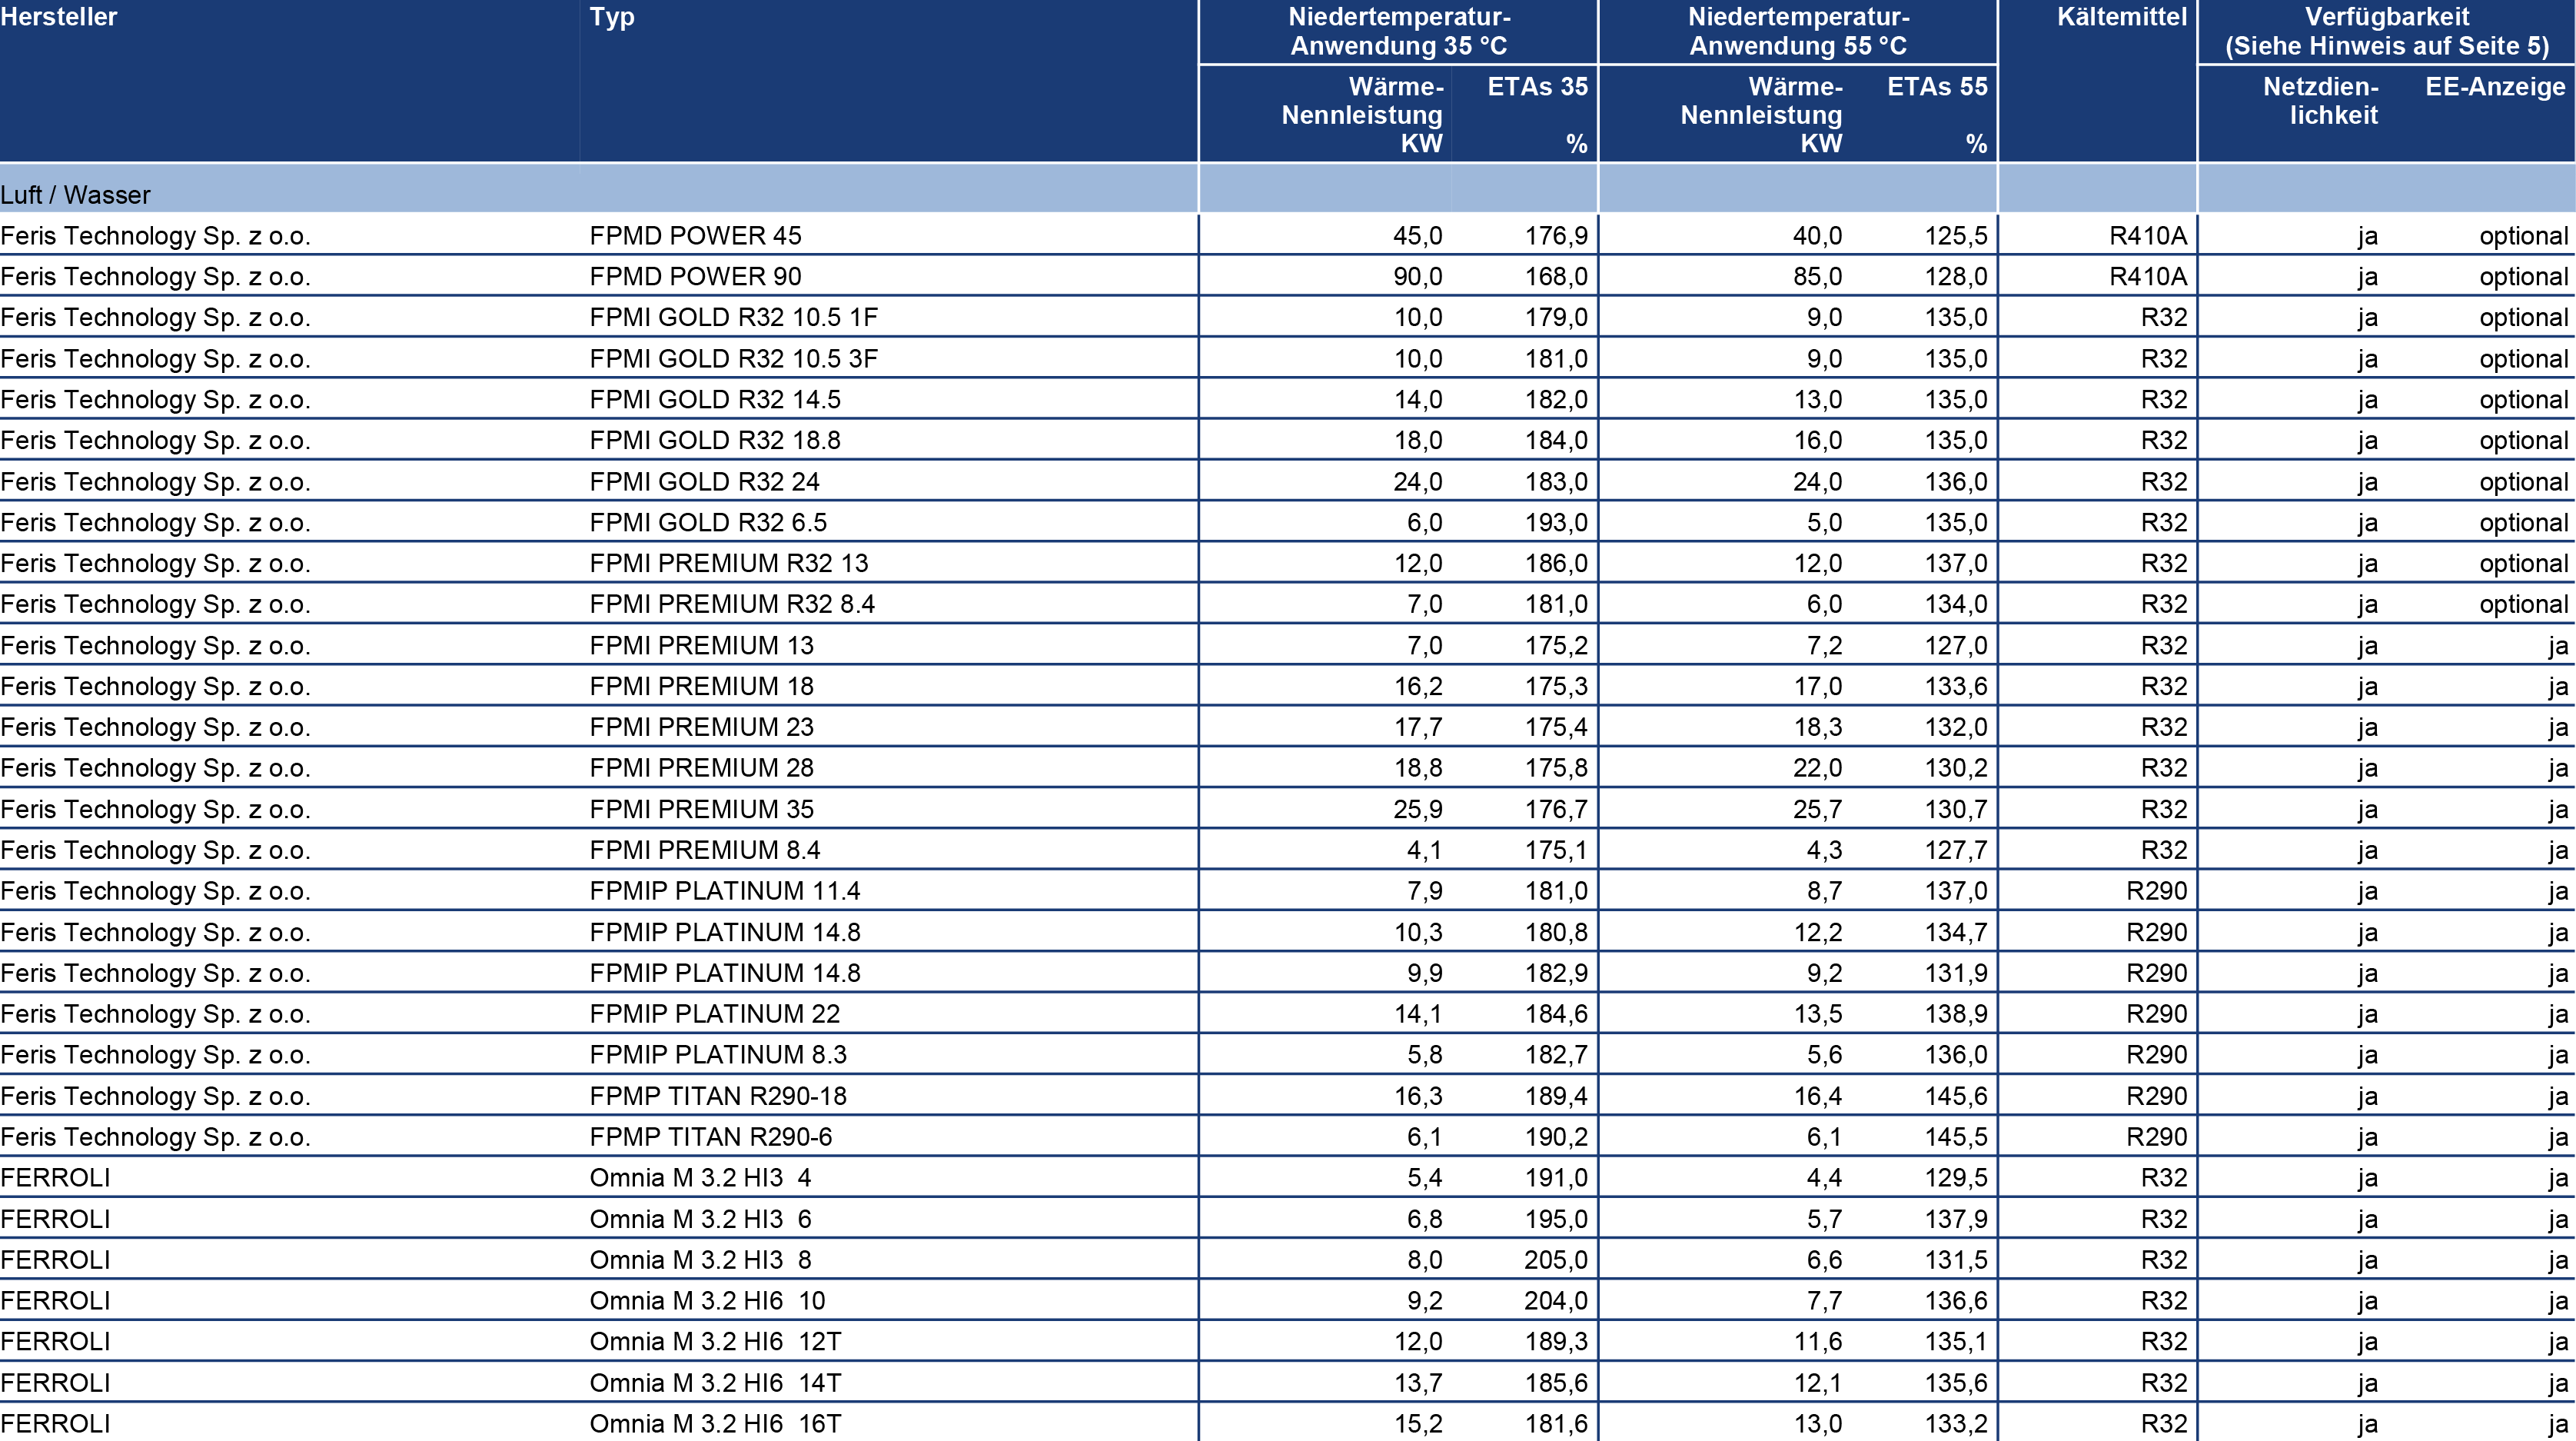 Hersteller Typ Niedertemperatur- Niedertemperatur- Kältemittel Verfügbarkeit
Anwendung 35 °C Anwendung 55 °C (Siehe Hinweis auf Seite 5)
Wärme- ETAs 35 Wärme- ETAs 55 Netzdien- EE-Anzeige
Nennleistung Nennleistung lichkeit
KW % KW %
Luft / Wasser
Feris Technology Sp. z o.o. FPMD POWER 45 45,0 176,9 40,0 125,5 R410A ja optional
Feris Technology Sp. z o.o. FPMD POWER 90 90,0 168,0 85,0 128,0 R410A ja optional
Feris Technology Sp. z o.o. FPMI GOLD R32 10.5 1F 10,0 179,0 9,0 135,0 R32 ja optional
Feris Technology Sp. z o.o. FPMI GOLD R32 10.5 3F 10,0 181,0 9,0 135,0 R32 ja optional
Feris Technology Sp. z o.o. FPMI GOLD R32 14.5 14,0 182,0 13,0 135,0 R32 ja optional
Feris Technology Sp. z o.o. FPMI GOLD R32 18.8 18,0 184,0 16,0 135,0 R32 ja optional
Feris Technology Sp. z o.o. FPMI GOLD R32 24 24,0 183,0 24,0 136,0 R32 ja optional
Feris Technology Sp. z o.o. FPMI GOLD R32 6.5 6,0 193,0 5,0 135,0 R32 ja optional
Feris Technology Sp. z o.o. FPMI PREMIUM R32 13 12,0 186,0 12,0 137,0 R32 ja optional
Feris Technology Sp. z o.o. FPMI PREMIUM R32 8.4 7,0 181,0 6,0 134,0 R32 ja optional
Feris Technology Sp. z o.o. FPMI PREMIUM 13 7,0 175,2 7,2 127,0 R32 ja ja
Feris Technology Sp. z o.o. FPMI PREMIUM 18 16,2 175,3 17,0 133,6 R32 ja ja
Feris Technology Sp. z o.o. FPMI PREMIUM 23 17,7 175,4 18,3 132,0 R32 ja ja
Feris Technology Sp. z o.o. FPMI PREMIUM 28 18,8 175,8 22,0 130,2 R32 ja ja
Feris Technology Sp. z o.o. FPMI PREMIUM 35 25,9 176,7 25,7 130,7 R32 ja ja
Feris Technology Sp. z o.o. FPMI PREMIUM 8.4 4,1 175,1 4,3 127,7 R32 ja ja
Feris Technology Sp. z o.o. FPMIP PLATINUM 11.4 7,9 181,0 8,7 137,0 R290 ja ja
Feris Technology Sp. z o.o. FPMIP PLATINUM 14.8 10,3 180,8 12,2 134,7 R290 ja ja
Feris Technology Sp. z o.o. FPMIP PLATINUM 14.8 9,9 182,9 9,2 131,9 R290 ja ja
Feris Technology Sp. z o.o. FPMIP PLATINUM 22 14,1 184,6 13,5 138,9 R290 ja ja
Feris Technology Sp. z o.o. FPMIP PLATINUM 8.3 5,8 182,7 5,6 136,0 R290 ja ja
Feris Technology Sp. z o.o. FPMP TITAN R290-18 16,3 189,4 16,4 145,6 R290 ja ja
Feris Technology Sp. z o.o. FPMP TITAN R290-6 6,1 190,2 6,1 145,5 R290 ja ja
FERROLI Omnia M 3.2 HI3  4 5,4 191,0 4,4 129,5 R32 ja ja
FERROLI Omnia M 3.2 HI3  6 6,8 195,0 5,7 137,9 R32 ja ja
FERROLI Omnia M 3.2 HI3  8 8,0 205,0 6,6 131,5 R32 ja ja
FERROLI Omnia M 3.2 HI6  10 9,2 204,0 7,7 136,6 R32 ja ja
FERROLI Omnia M 3.2 HI6  12T 12,0 189,3 11,6 135,1 R32 ja ja
FERROLI Omnia M 3.2 HI6  14T 13,7 185,6 12,1 135,6 R32 ja ja
FERROLI Omnia M 3.2 HI6  16T 15,2 181,6 13,0 133,2 R32 ja ja